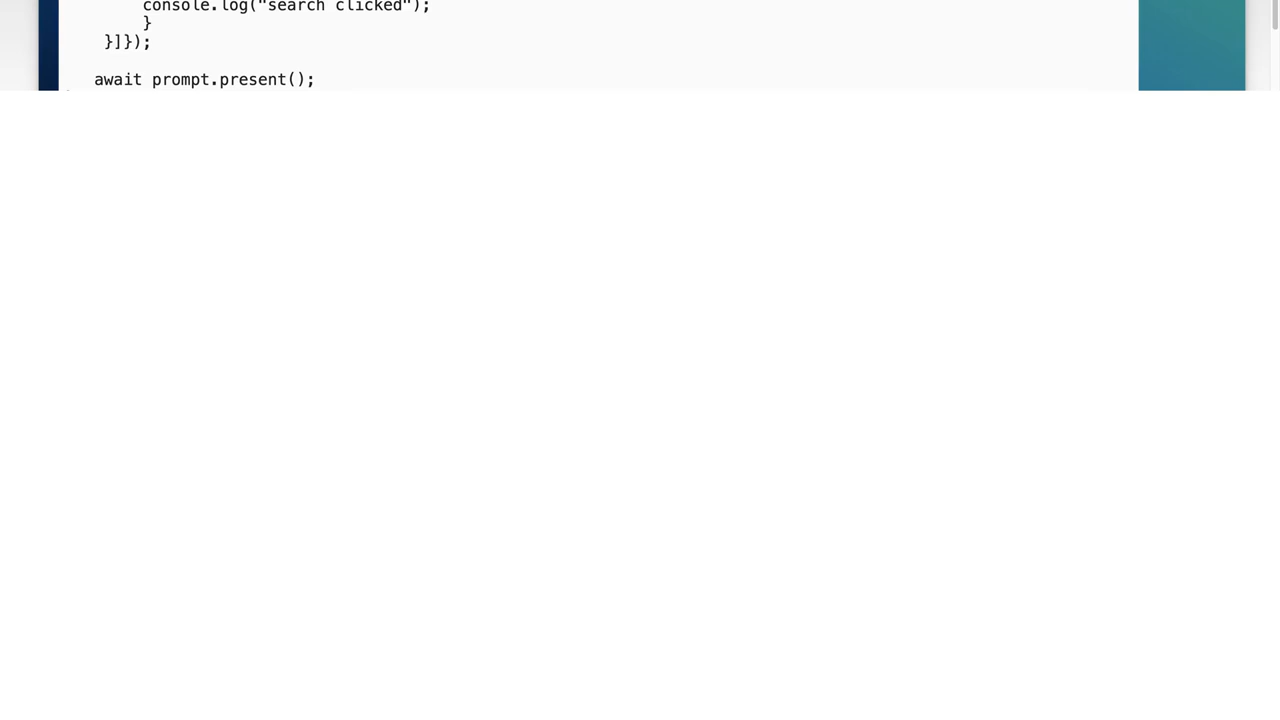 console.log("search clicked");
}
}]});
await prompt.present();